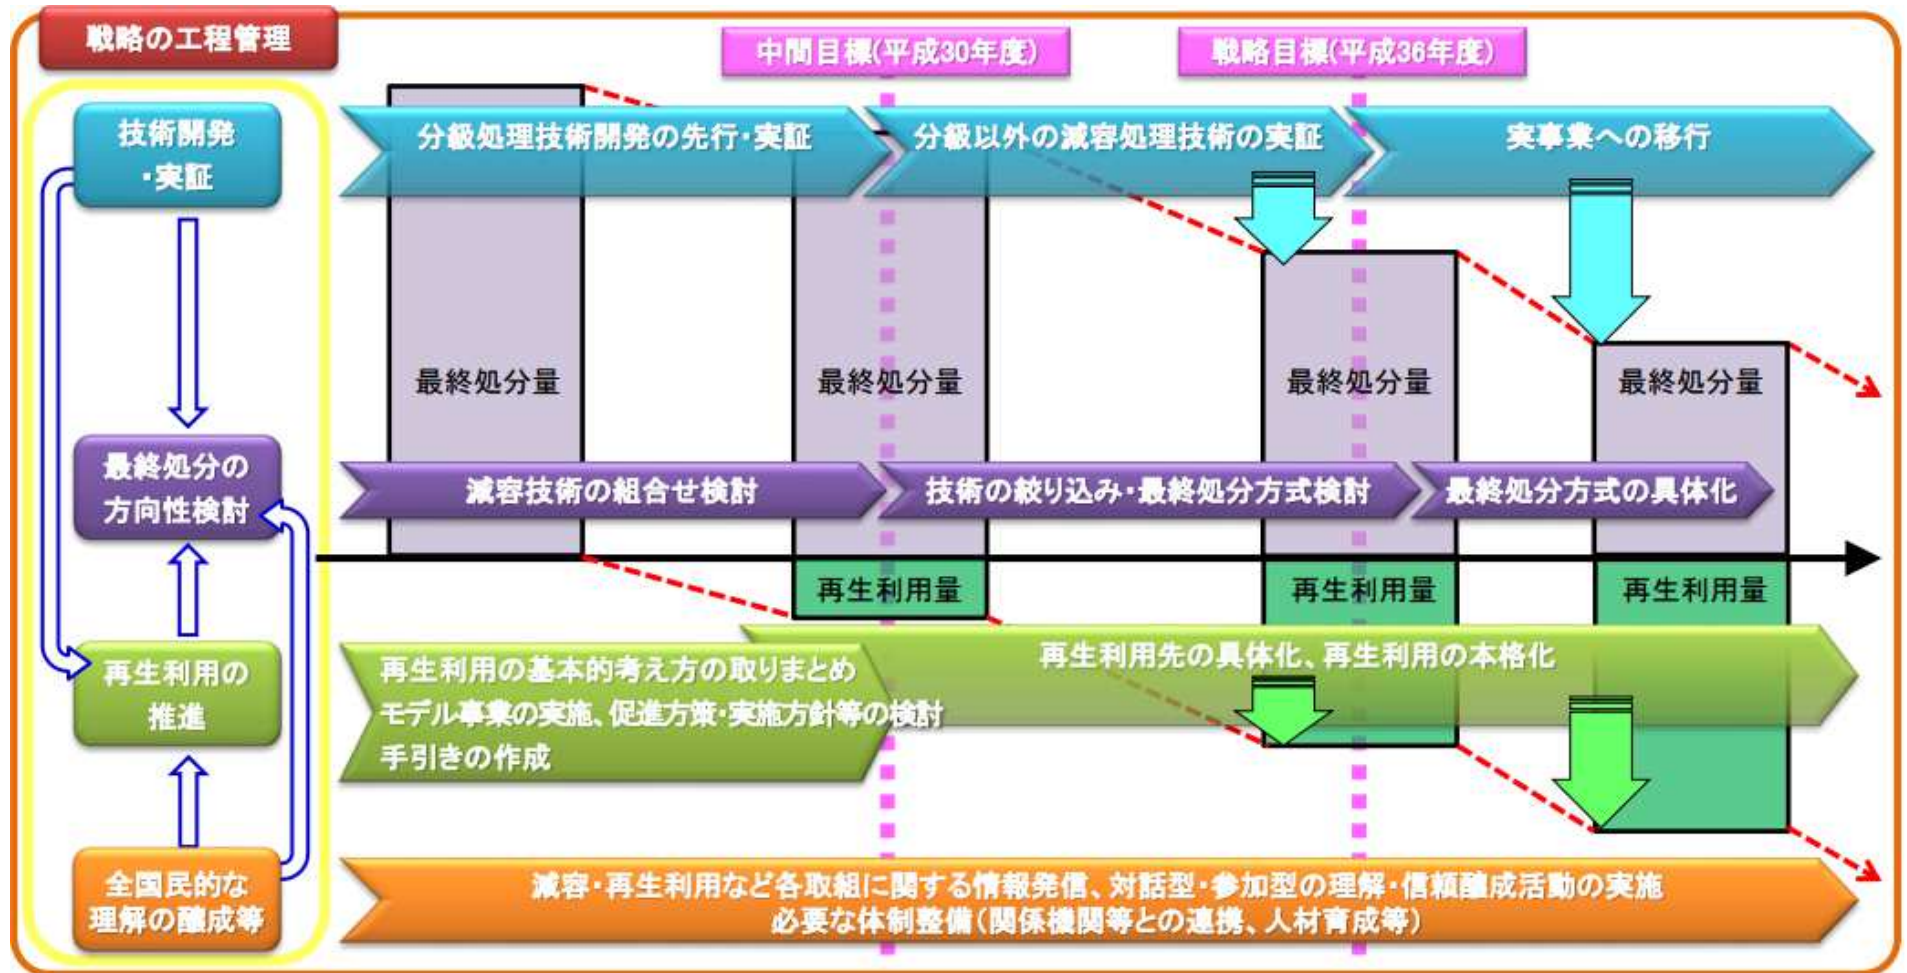 戦略の工程管理
中間目標(平成30年度)
戦略目標(平成36年度)
技術開発
・実証
分級処理技術開発の先行・実証
分級以外の減容処理技術の実証
実事業への移行
最終処分量
最終処分量
最終処分量
最終処分量
最終処分の
方向性検討
減容技術の組合せ検討
技術の絞り込み・最終処分方式検討
最終処分方式の具体化
再生利用量
再生利用量
再生利用量
再生利用の
推進
再生利用の基本的考え方の取りまとめ
モデル事業の実施、促進方策・実施方針等の検討
手引きの作成
再生利用先の具体化、再生利用の本格化
全国民的な
理解の醸成等
減容・再生利用など各取組に関する情報発信、対話型・参加型の理解・信頼醸成活動の実施
必要な体制整備(関係機関等との連携、人材育成等)